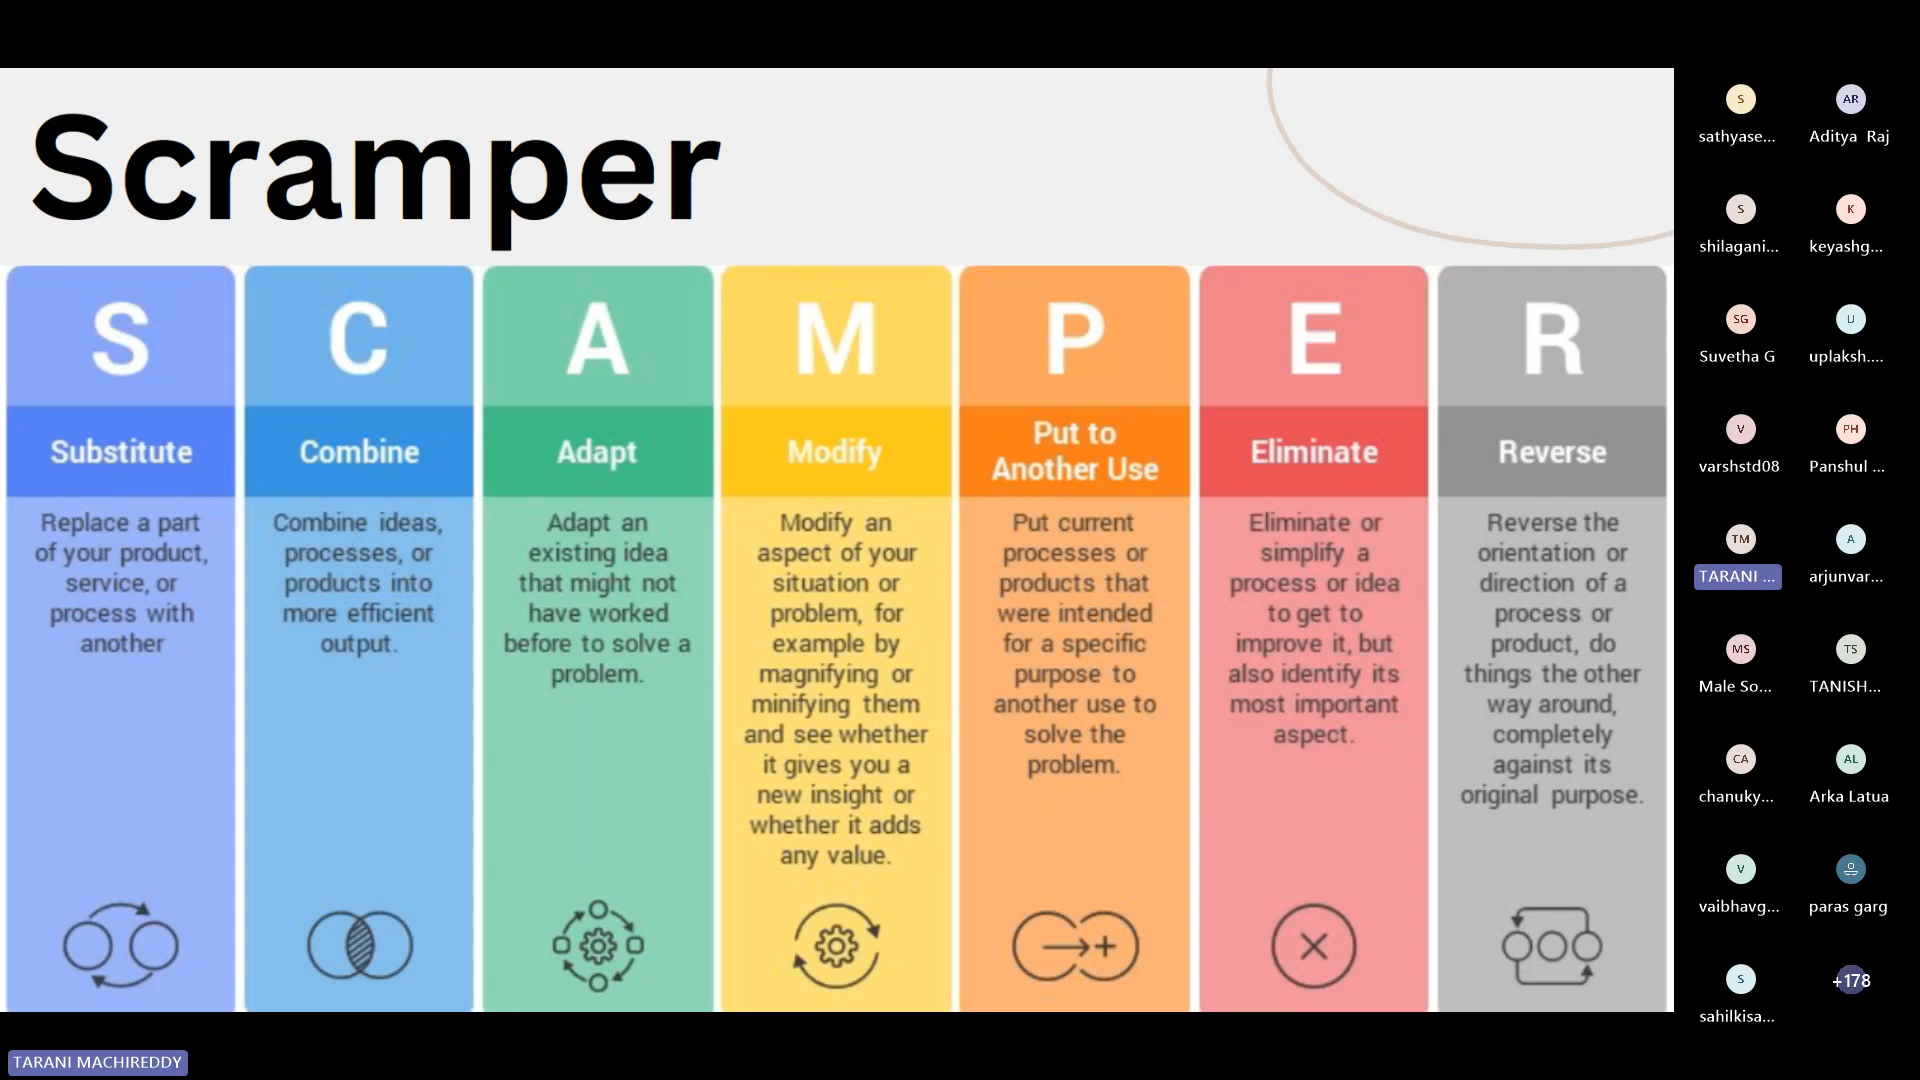 Scramper
S
Substitute
Replace a part
of your product,
service, or
process with
another
C
Combine
Combine ideas,
processes, or
products into
more efficient
output.
A
Adapt
Adapt an
existing idea
that might not
have worked
before to solve a
problem.
M
Modify
Modify an
aspect of your
situation or
problem, for
example by
magnifying or
minifying them
and see whether
it gives you a
new insight or
whether it adds
any value.
P
Put to
Another Use
Put current
processes or
products that
were intended
for a specific
purpose to
another use to
solve the
problem.
E
Eliminate
Eliminate or
simplify a
process or idea
to get to
improve it, but
also identify its
most important
aspect.
R
Reverse
Reverse the
orientation or
direction of a
process or
product, do
things the other
way around,
completely
against its
original purpose.
S
sathyase...
AR
Aditya Raj
S
shilagani...
K
keyashg...
SG
Suvetha G
U
uplaksh....
V
varshstd08
PH
Panshul ...
TM
TARANI ...
A
arjunvar...
MS
Male So...
TS
TANISH...
CA
chanuky...
AL
Arka Latua
V
vaibhavg...
paras garg
S
sahilkisa...
+178
TARANI MACHIREDDY